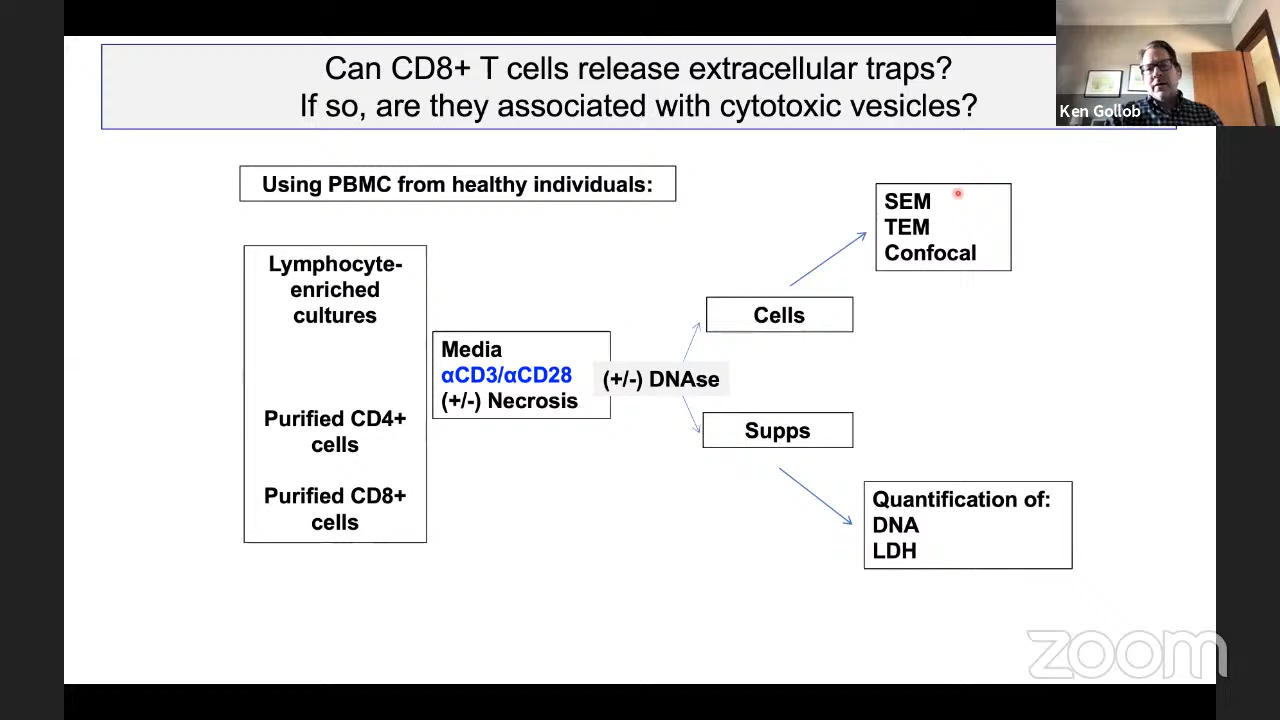 Can CD8+ T cells release extracellular traps?
If so, are they associated with cytotoxic vesicles?
Ken Gollob
Using PBMC from healthy individuals:
Lymphocyte-
enriched
cultures
Purified CD4+
cells
Purified CD8+
cells
Media
αCD3/αCD28
(+/-) Necrosis
(+/-) DNAse
Cells
Supps
SEM
TEM
Confocal
Quantification of:
DNA
LDH
zoom